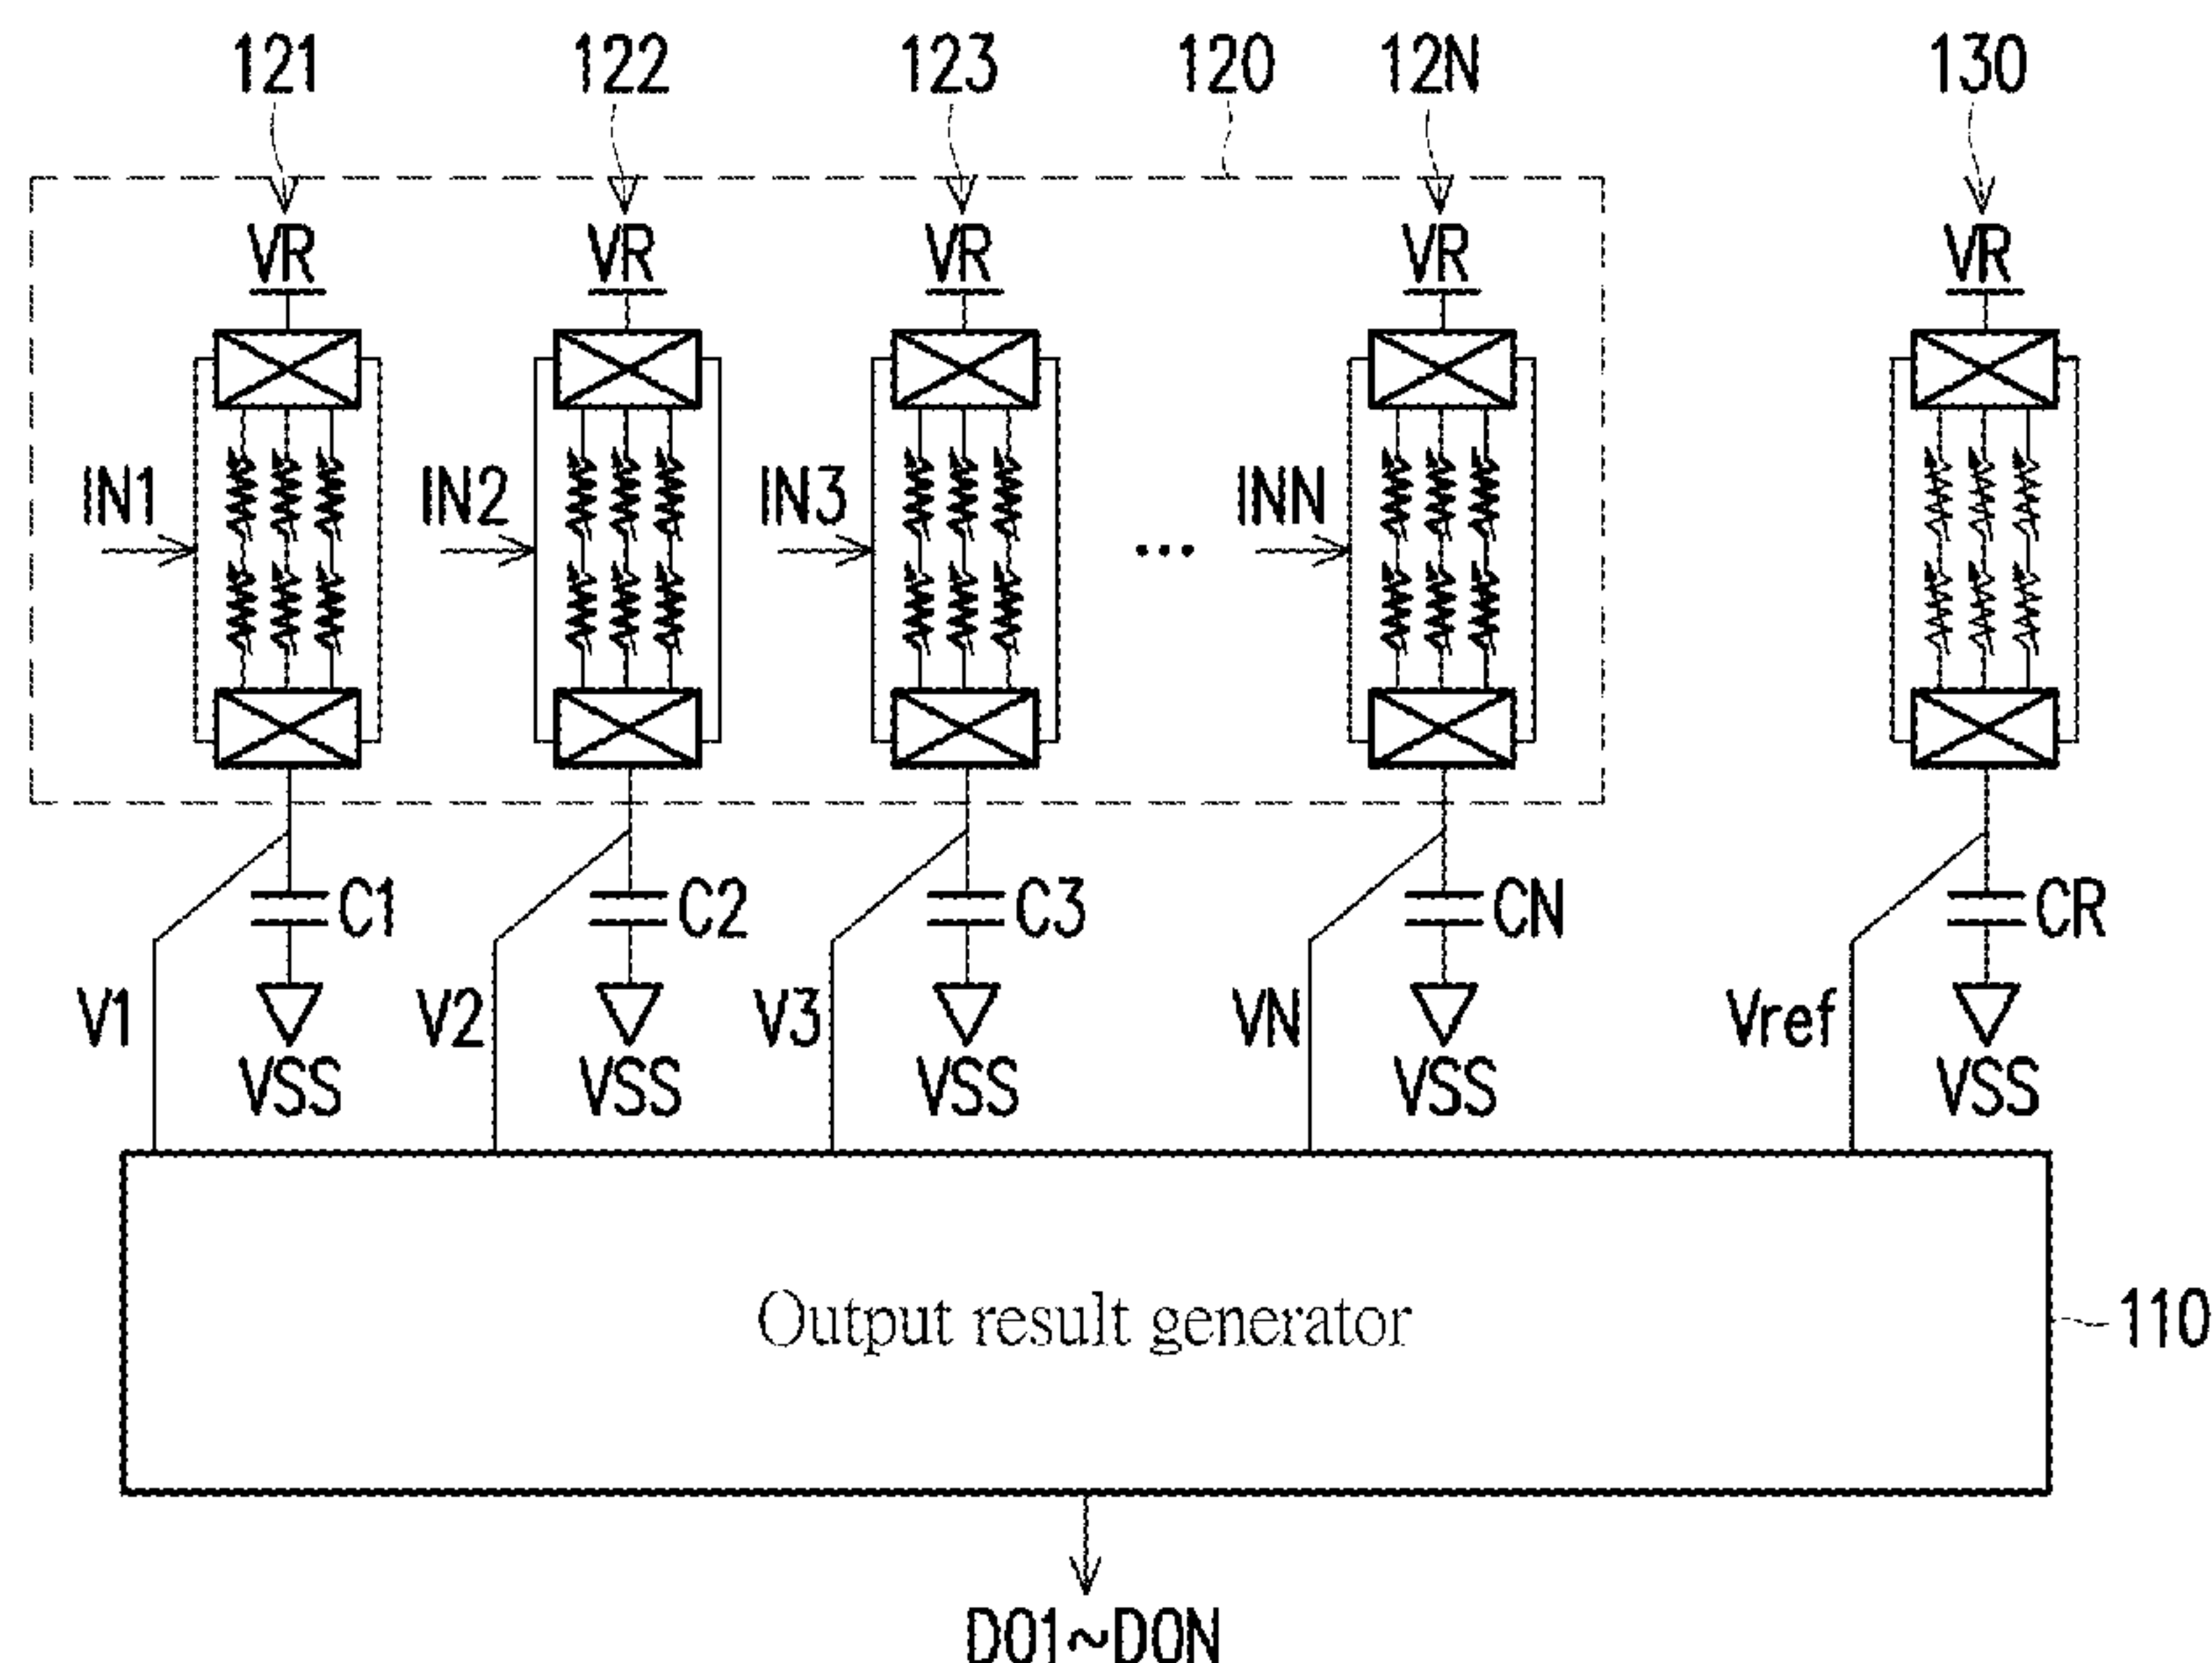 121 122 123 120 12N 130
VR VR VR VR VR
IN1 IN2 IN3 ... INN
C1 C2 C3 CN CR
V1 V2 V3 VN Vref
VSS VSS VSS VSS VSS
Output result generator 110
DO1~DON